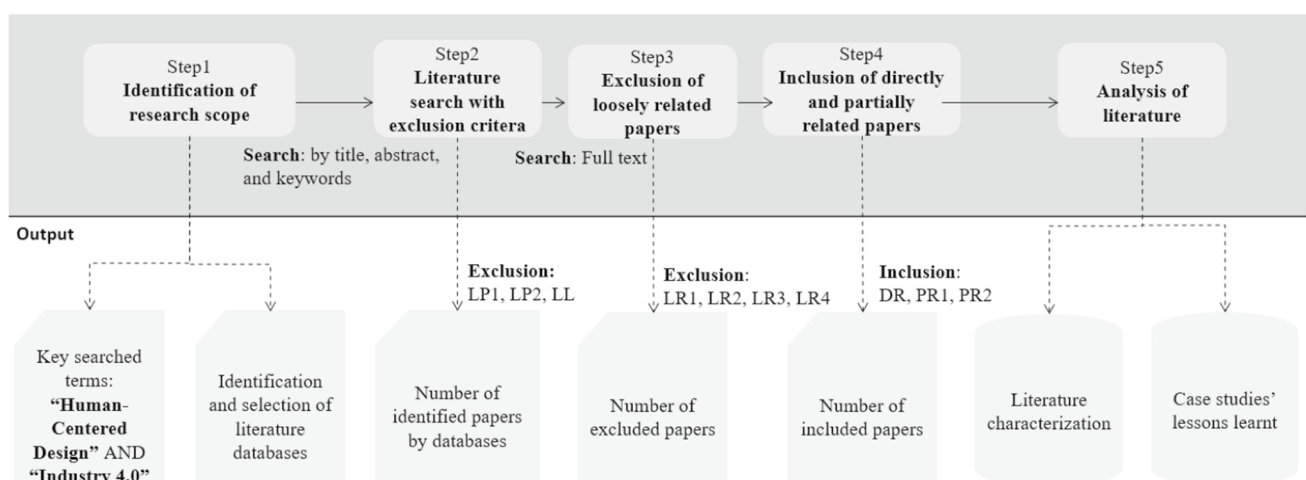 Step1
Identification of
research scope
Step2
Literature
search with
exclusion critera
Step3
Exclusion of
loosely related
papers
Step4
Inclusion of directly
and partially
related papers
Step5
Analysis of
literature
Search: by title, abstract,
and keywords
Search: Full text
Output
Exclusion:
LP1, LP2, LL
Exclusion:
LR1, LR2, LR3, LR4
Inclusion:
DR, PR1, PR2
Key searched
terms:
“Human-
Centered
Design” AND
“Industry 4.0”
Identification
and selection of
literature
databases
Number of
identified papers
by databases
Number of
excluded papers
Number of
included papers
Literature
characterization
Case studies’
lessons learnt